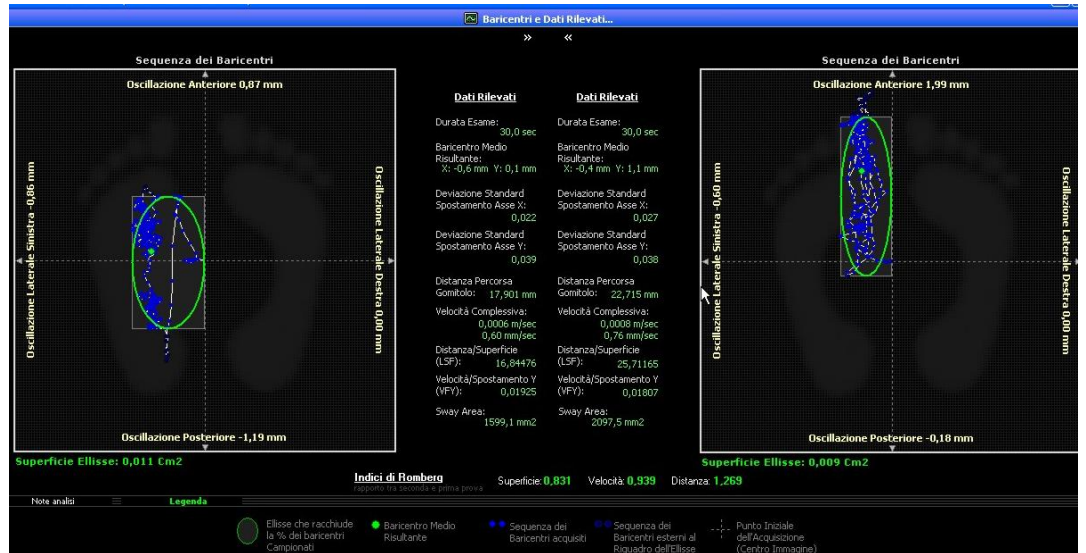 Baricentri e Dati Rilevati...
»
«
Sequenza dei Baricentri
Oscillazione Anteriore 0,87 mm
Oscillazione Laterale Sinistra -0,86 mm
Oscillazione Laterale Destra 0,00 mm
Oscillazione Posteriore -1,19 mm
Superficie Ellisse: 0,011 Cm2
Dati Rilevati
Durata Esame:
30,0 sec
Baricentro Medio
Risultante:
X: -0,6 mm Y: 0,1 mm
Deviazione Standard
Spostamento Asse X:
0,022
Deviazione Standard
Spostamento Asse Y:
0,039
Distanza Percorsa
Gomitolo: 17,901 mm
Velocità Complessiva:
0,0006 m/sec
0,60 mm/sec
Distanza/Superficie
(LSF): 16,84476
Velocità/Spostamento Y
(VFY): 0,01925
Sway Area:
1599,1 mm2
Dati Rilevati
Durata Esame:
30,0 sec
Baricentro Medio
Risultante:
X: -0,4 mm Y: 1,1 mm
Deviazione Standard
Spostamento Asse X:
0,027
Deviazione Standard
Spostamento Asse Y:
0,038
Distanza Percorsa
Gomitolo: 22,715 mm
Velocità Complessiva:
0,0008 m/sec
0,76 mm/sec
Distanza/Superficie
(LSF): 25,71165
Velocità/Spostamento Y
(VFY): 0,01807
Sway Area:
2097,5 mm2
Sequenza dei Baricentri
Oscillazione Anteriore 1,99 mm
Oscillazione Laterale Sinistra -0,60 mm
Oscillazione Laterale Destra 0,00 mm
Oscillazione Posteriore -0,18 mm
Superficie Ellisse: 0,009 Cm2
Indici di Romberg
rapporto tra seconda e prima prova
Superficie: 0,831 Velocità: 0,939 Distanza: 1,269
Note analisi
Legenda
Ellisse che racchiude
la % dei baricentri
Campionati
Baricentro Medio
Risultante
Sequenza dei
Baricentri acquisiti
Sequenza dei
Baricentri esterni al
Riquadro dell'Ellisse
Punto Iniziale
dell'Acquisizione
(Centro Immagine)